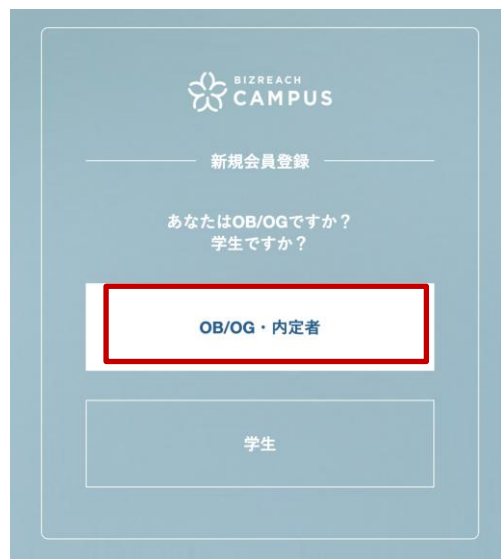 BIZREACH
CAMPUS
新規会員登録
あなたはOB/OGですか？
学生ですか？
OB/OG・内定者
学生